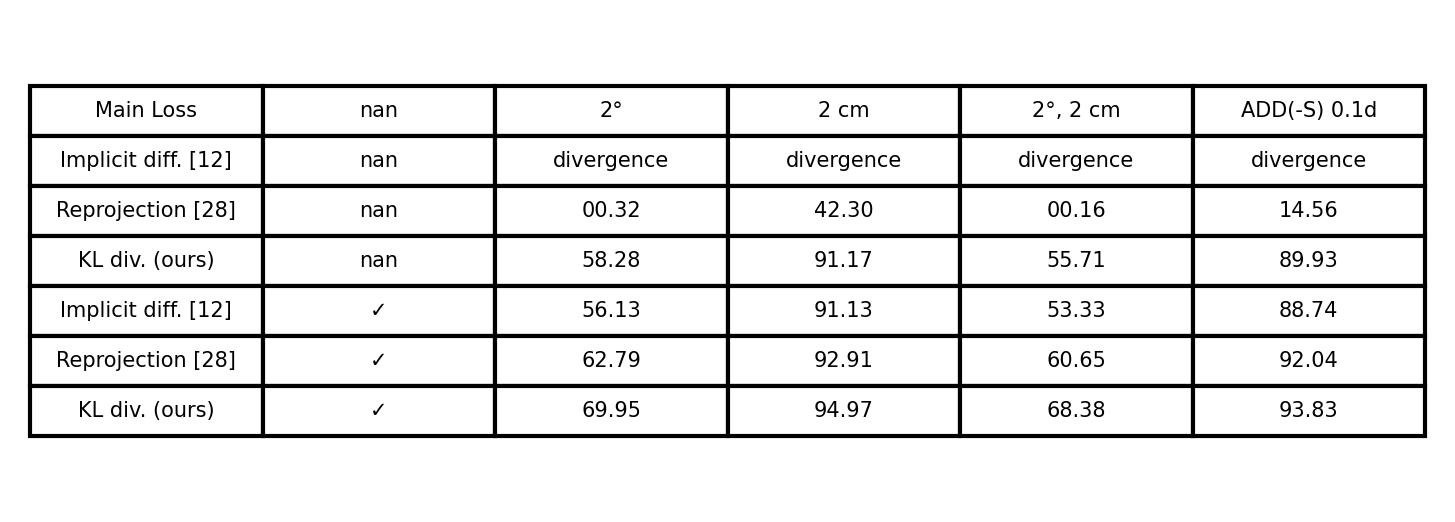 Main Loss nan 2° 2 cm 2°, 2 cm ADD(-S) 0.1d
Implicit diff. [12] nan divergence divergence divergence divergence
Reprojection [28] nan 00.32 42.30 00.16 14.56
KL div. (ours) nan 58.28 91.17 55.71 89.93
Implicit diff. [12] ✓ 56.13 91.13 53.33 88.74
Reprojection [28] ✓ 62.79 92.91 60.65 92.04
KL div. (ours) ✓ 69.95 94.97 68.38 93.83